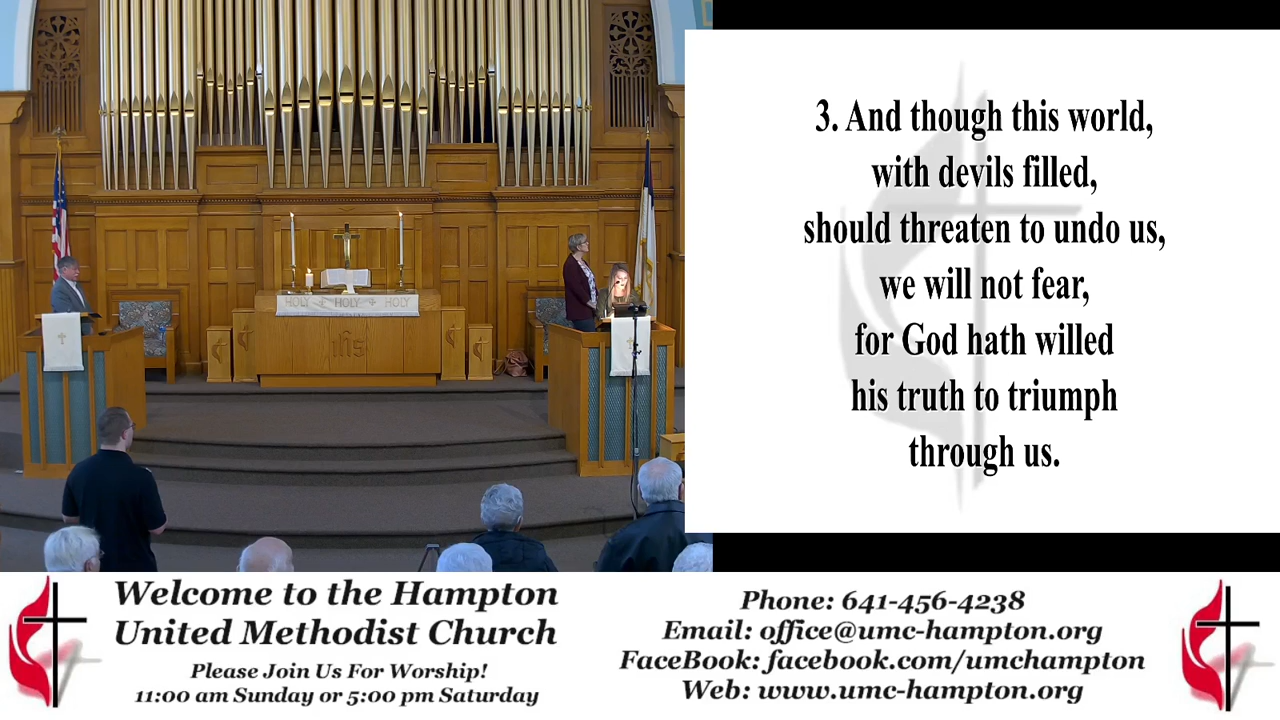 HOLY HOLY HOLY
ihs
3. And though this world,
with devils filled,
should threaten to undo us,
we will not fear,
for God hath willed
his truth to triumph
through us.
Welcome to the Hampton
United Methodist Church
Please Join Us For Worship!
11:00 am Sunday or 5:00 pm Saturday
Phone: 641-456-4238
Email: office@umc-hampton.org
FaceBook: facebook.com/umchampton
Web: www.umc-hampton.org